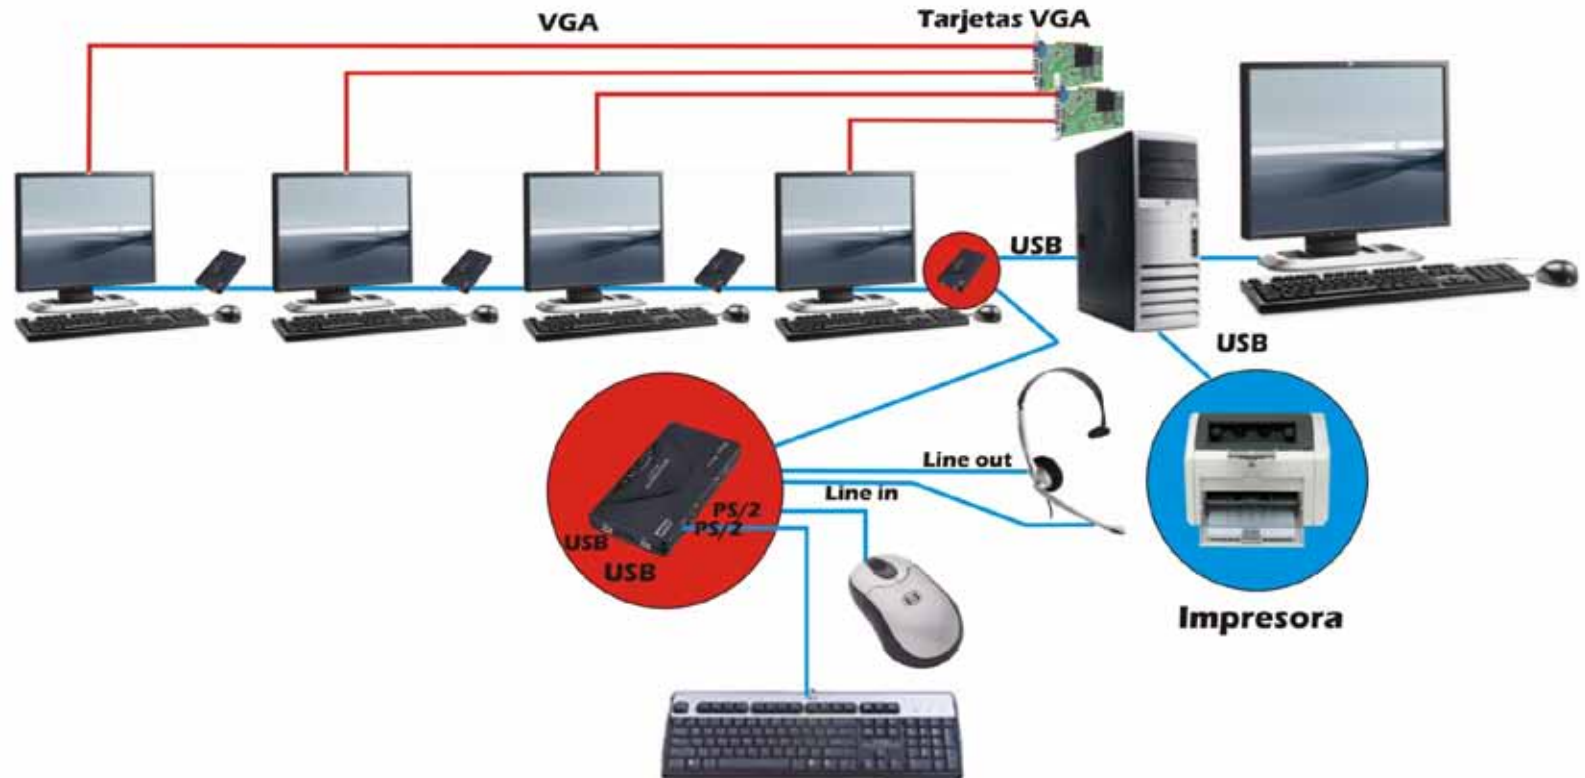 VGA
Tarjetas VGA
USB
USB
Line out
Line in
PS/2
PS/2
USB
USB
Impresora